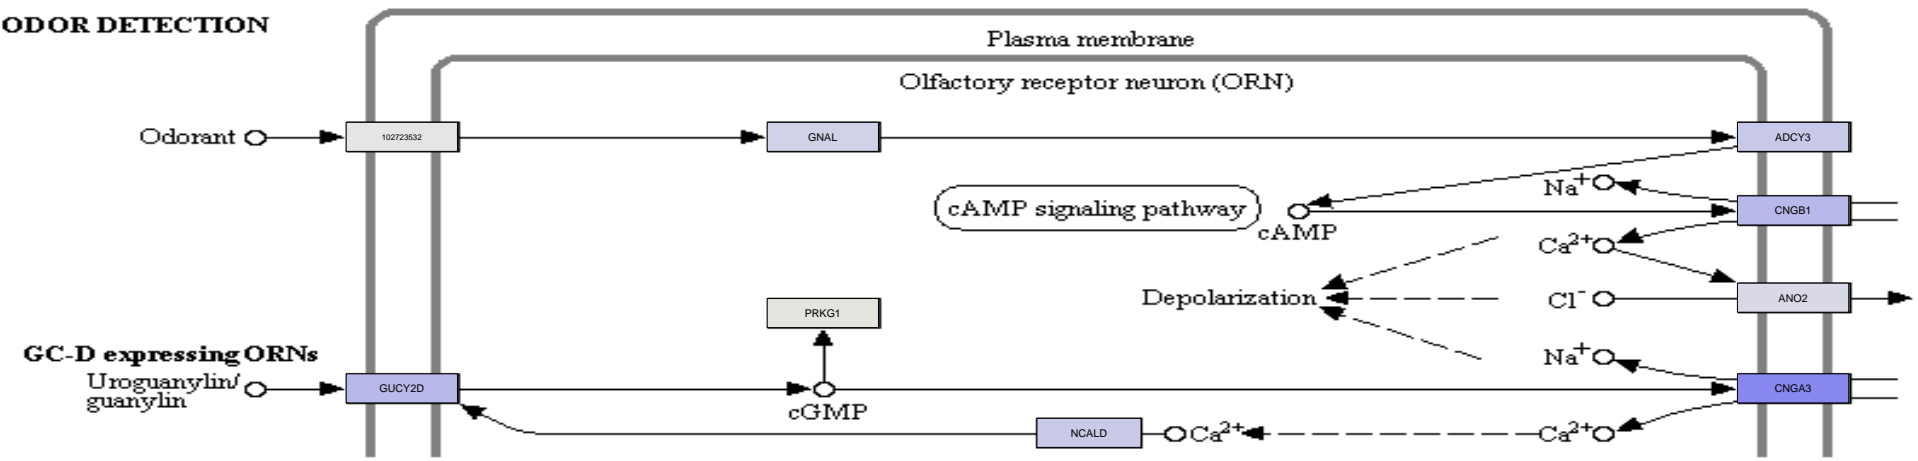 ODOR DETECTION
Plasma membrane
Olfactory receptor neuron (ORN)
Odorant
102723532
GNAL
ADCY3
Na+
cAMP signaling pathway
CNGB1
cAMP
Ca2+
Depolarization
Cl-
ANO2
PRKG1
GC-D expressing ORNs
Na+
Uroguanylin/
guanylin
GUCY2D
CNGA3
cGMP
NCALD
Ca2+
Ca2+